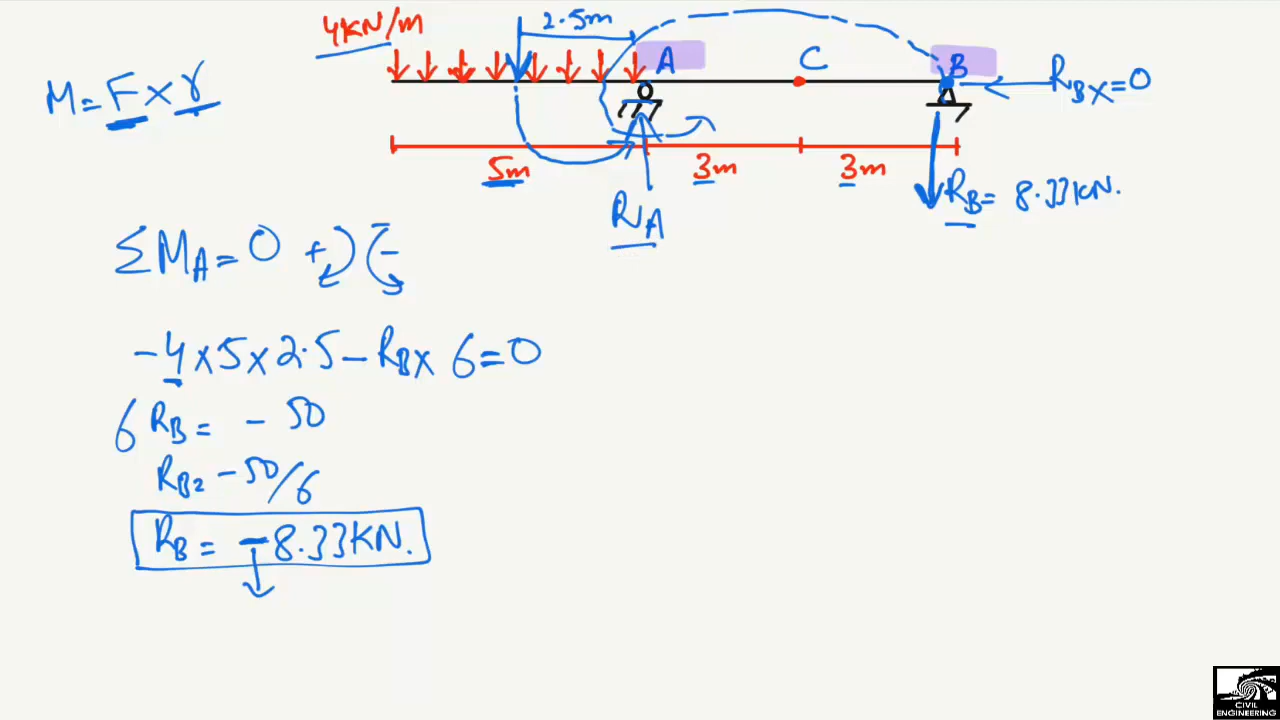 4KN/m
2.5m
A
C
B
M = F × r
R_Bx = 0
5m
3m
3m
R_B = 8.33KN.
R_A
ΣM_A = 0 + -
-4×5×2.5 - R_B × 6 = 0
6 R_B = - 50
R_B = -50/6
R_B = -8.33KN.
CIVIL
ENGINEERING